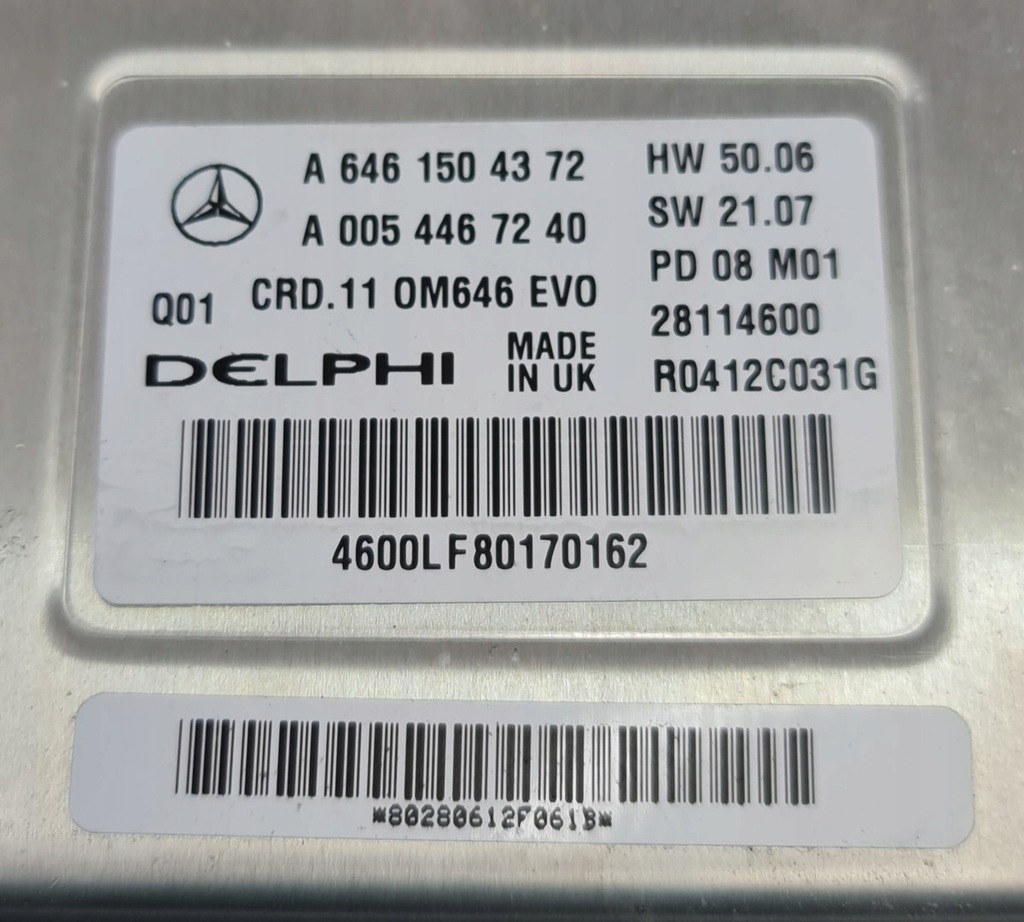 A 646 150 43 72
A 005 446 72 40
Q01 CRD.11 OM646 EVO
DELPHI
MADE
IN UK
HW 50.06
SW 21.07
PD 08 M01
28114600
R0412C031G
4600LF80170162
*80280612F061B*